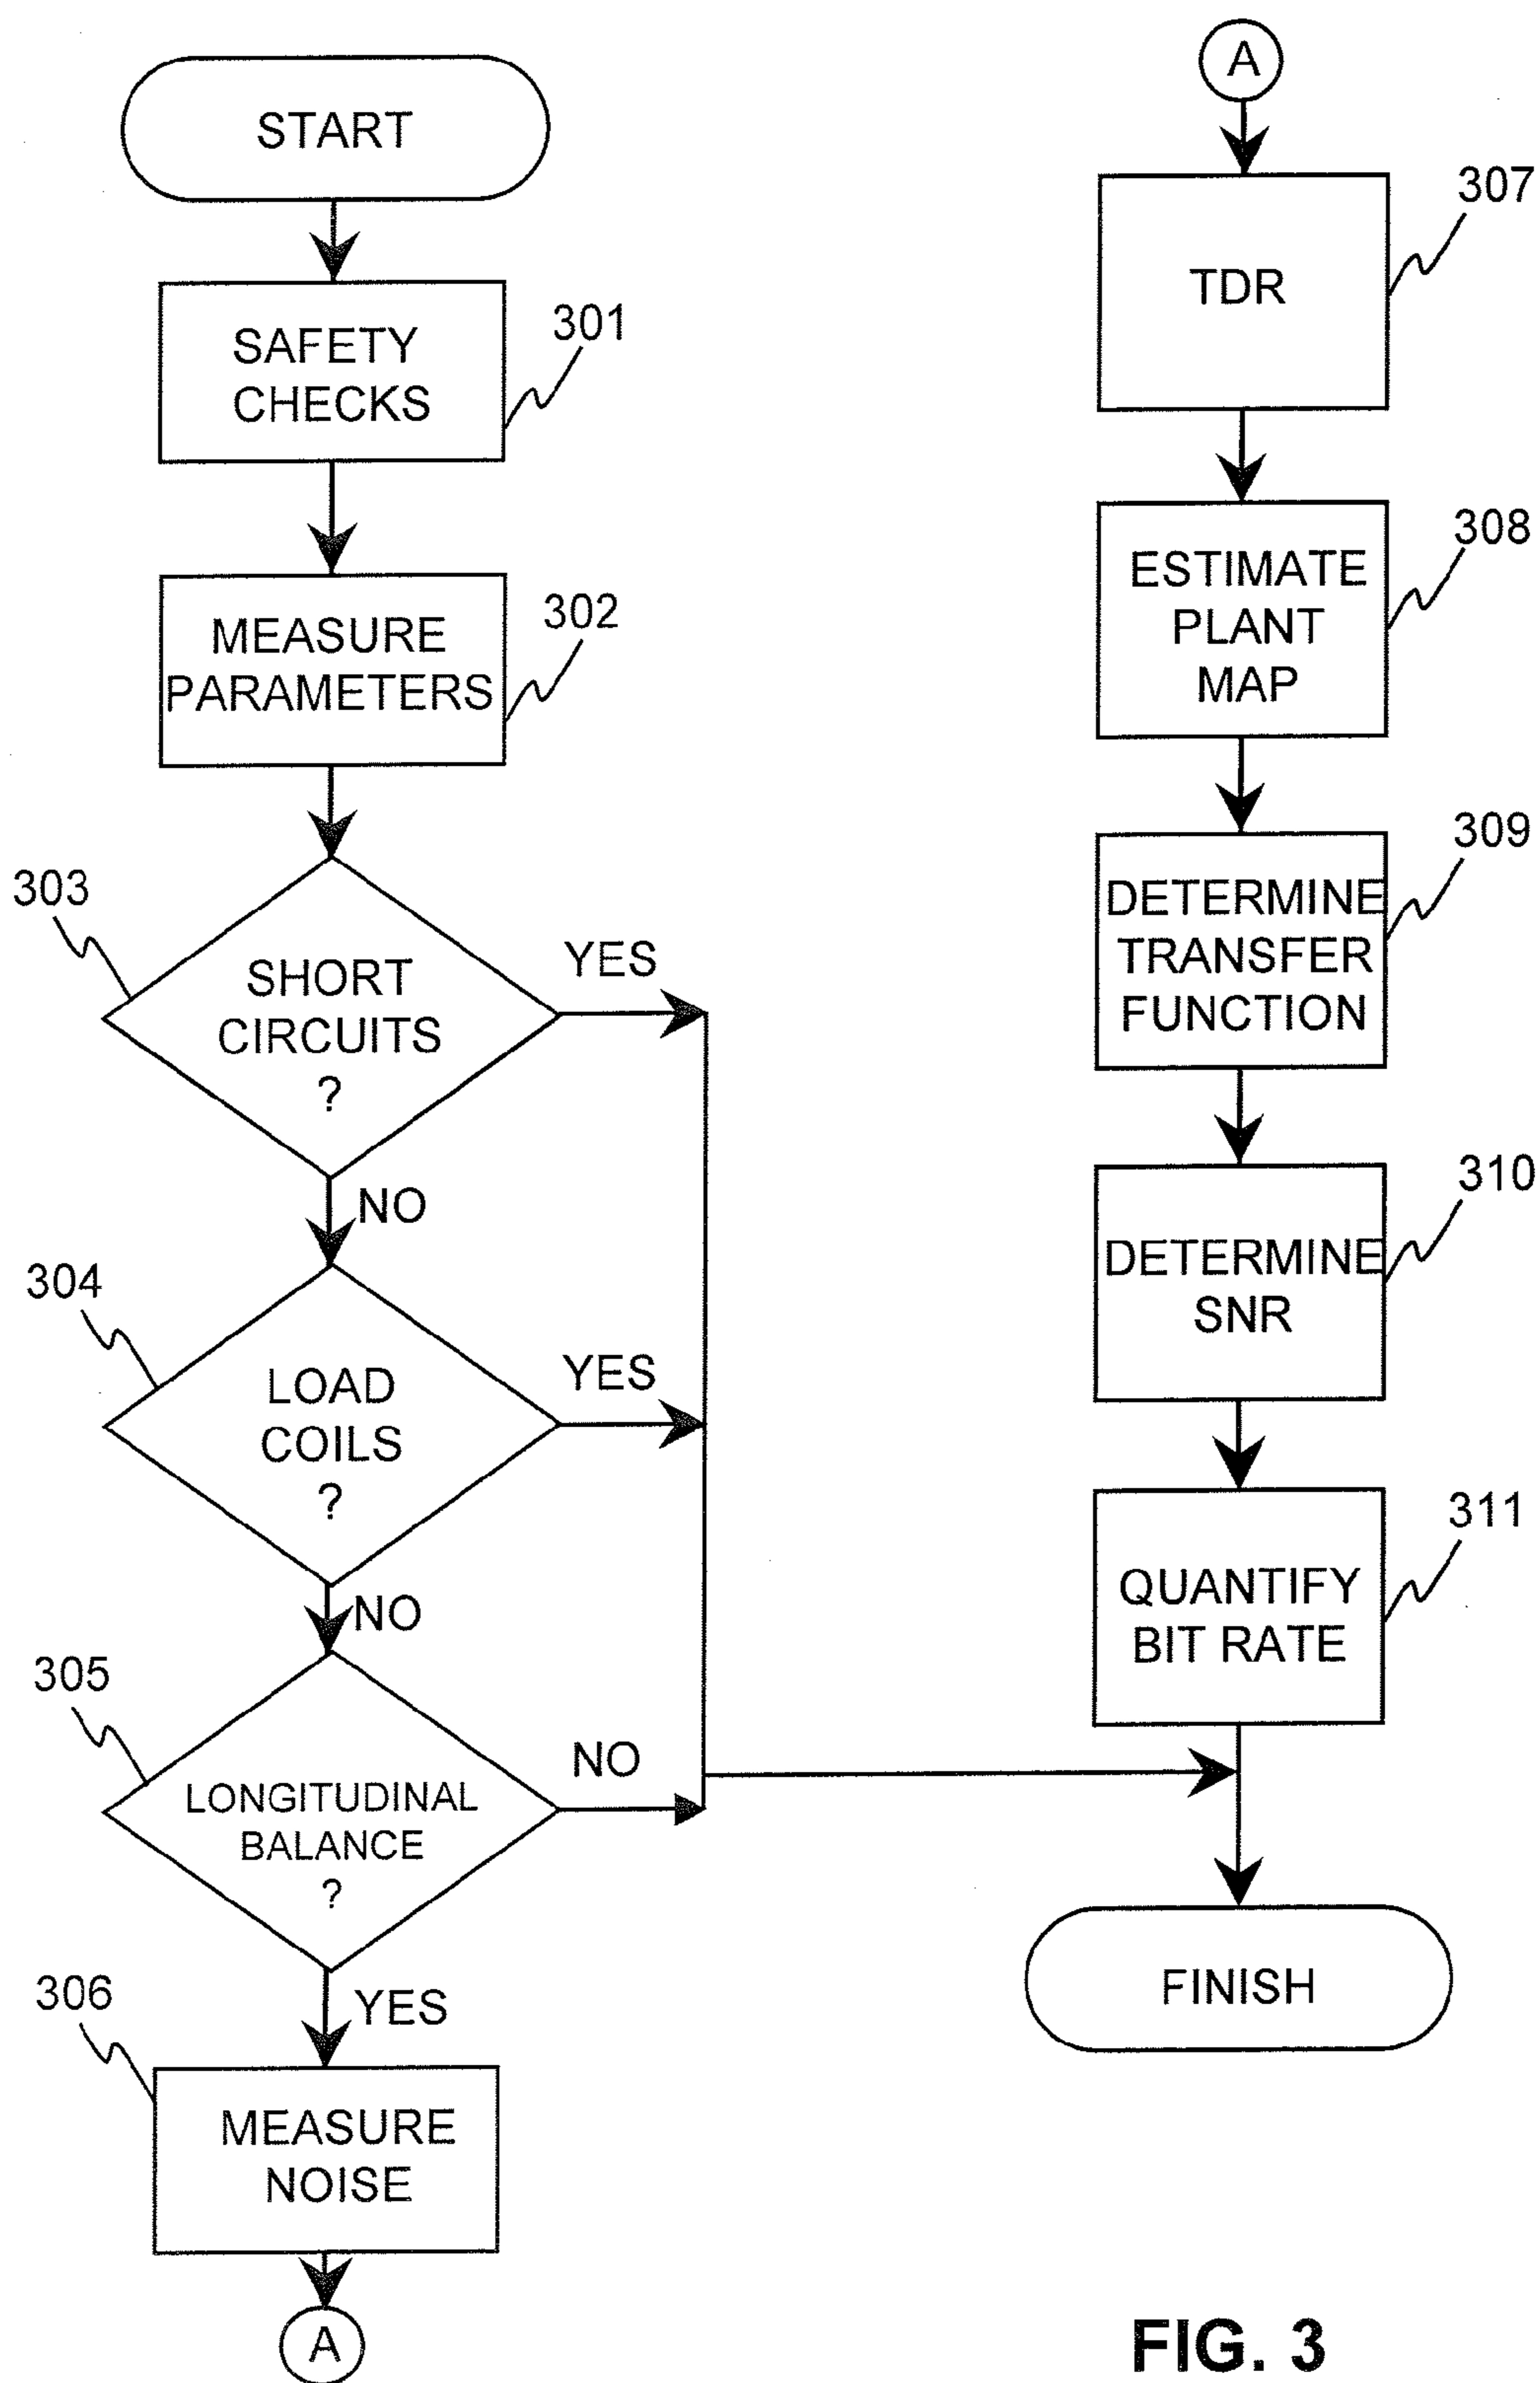 START
301
SAFETY
CHECKS
302
MEASURE
PARAMETERS
303
SHORT
CIRCUITS
?
YES
NO
304
LOAD
COILS
?
YES
NO
305
LONGITUDINAL
BALANCE
?
NO
YES
306
MEASURE
NOISE
A
A
307
TDR
308
ESTIMATE
PLANT
MAP
309
DETERMINE
TRANSFER
FUNCTION
310
DETERMINE
SNR
311
QUANTIFY
BIT RATE
FINISH
FIG. 3